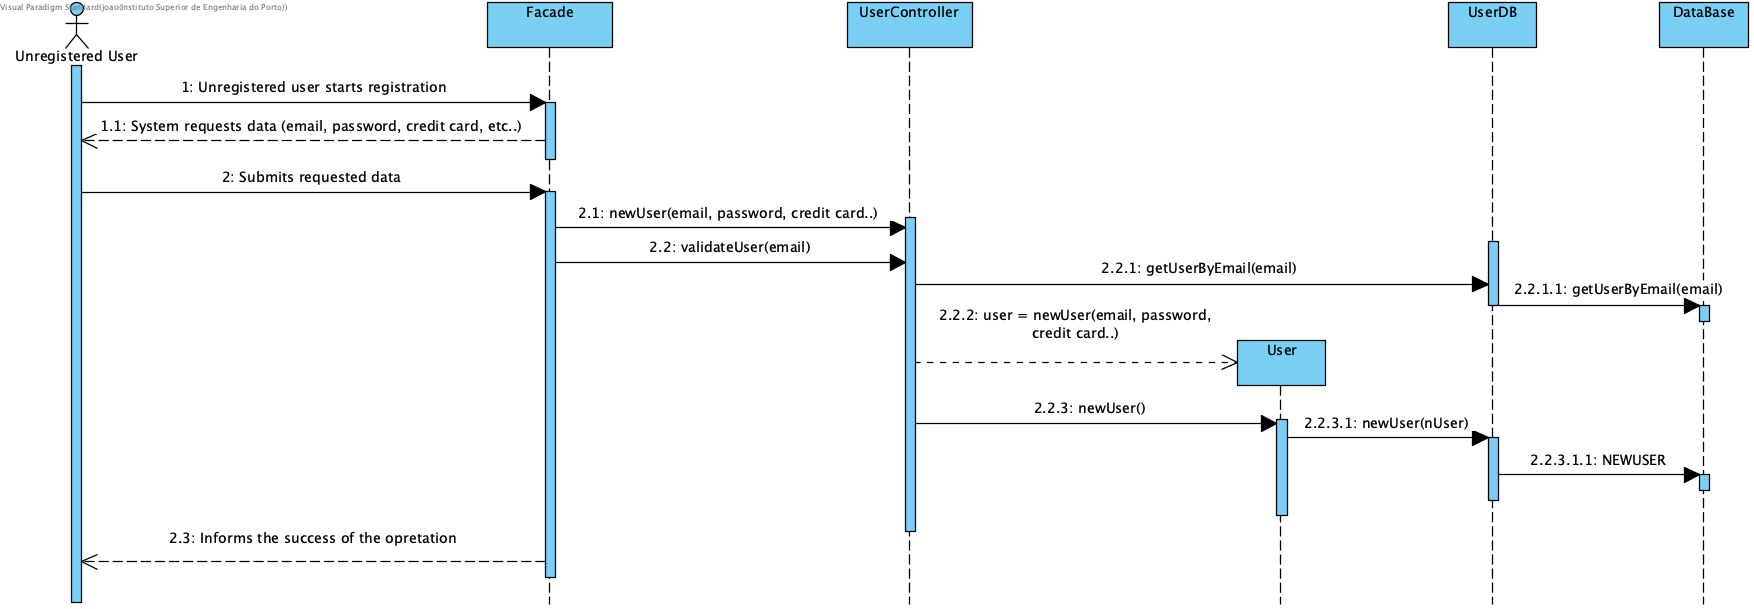 Visual Paradigm Standard(joao(Instituto Superior de Engenharia do Porto))
Facade
UserController
UserDB
DataBase
Unregistered User
1: Unregistered user starts registration
1.1: System requests data (email, password, credit card, etc..)
2: Submits requested data
2.1: newUser(email, password, credit card..)
2.2: validateUser(email)
2.2.1: getUserByEmail(email)
2.2.1.1: getUserByEmail(email)
2.2.2: user = newUser(email, password,
credit card..)
User
2.2.3: newUser()
2.2.3.1: newUser(nUser)
2.2.3.1.1: NEWUSER
2.3: Informs the success of the opretation